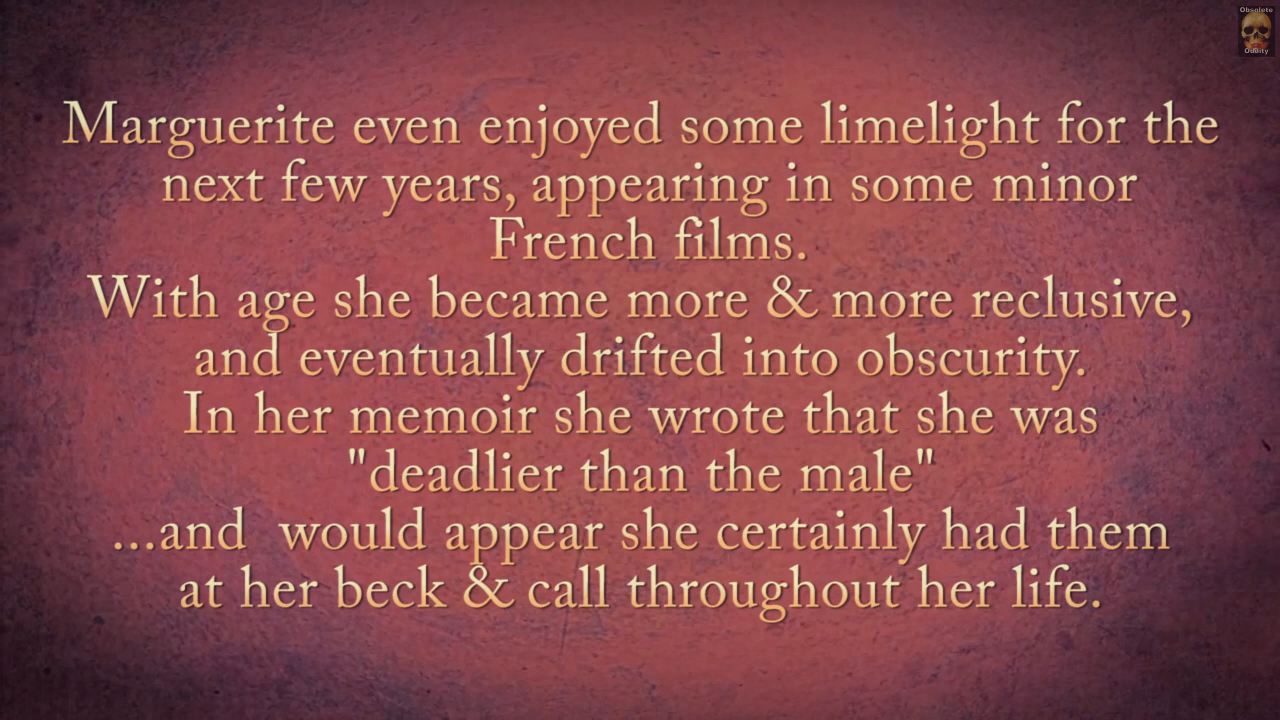 Obsolete
Oddity
Marguerite even enjoyed some limelight for the
next few years, appearing in some minor
French films.
With age she became more & more reclusive,
and eventually drifted into obscurity.
In her memoir she wrote that she was
"deadlier than the male"
...and  would appear she certainly had them
at her beck & call throughout her life.